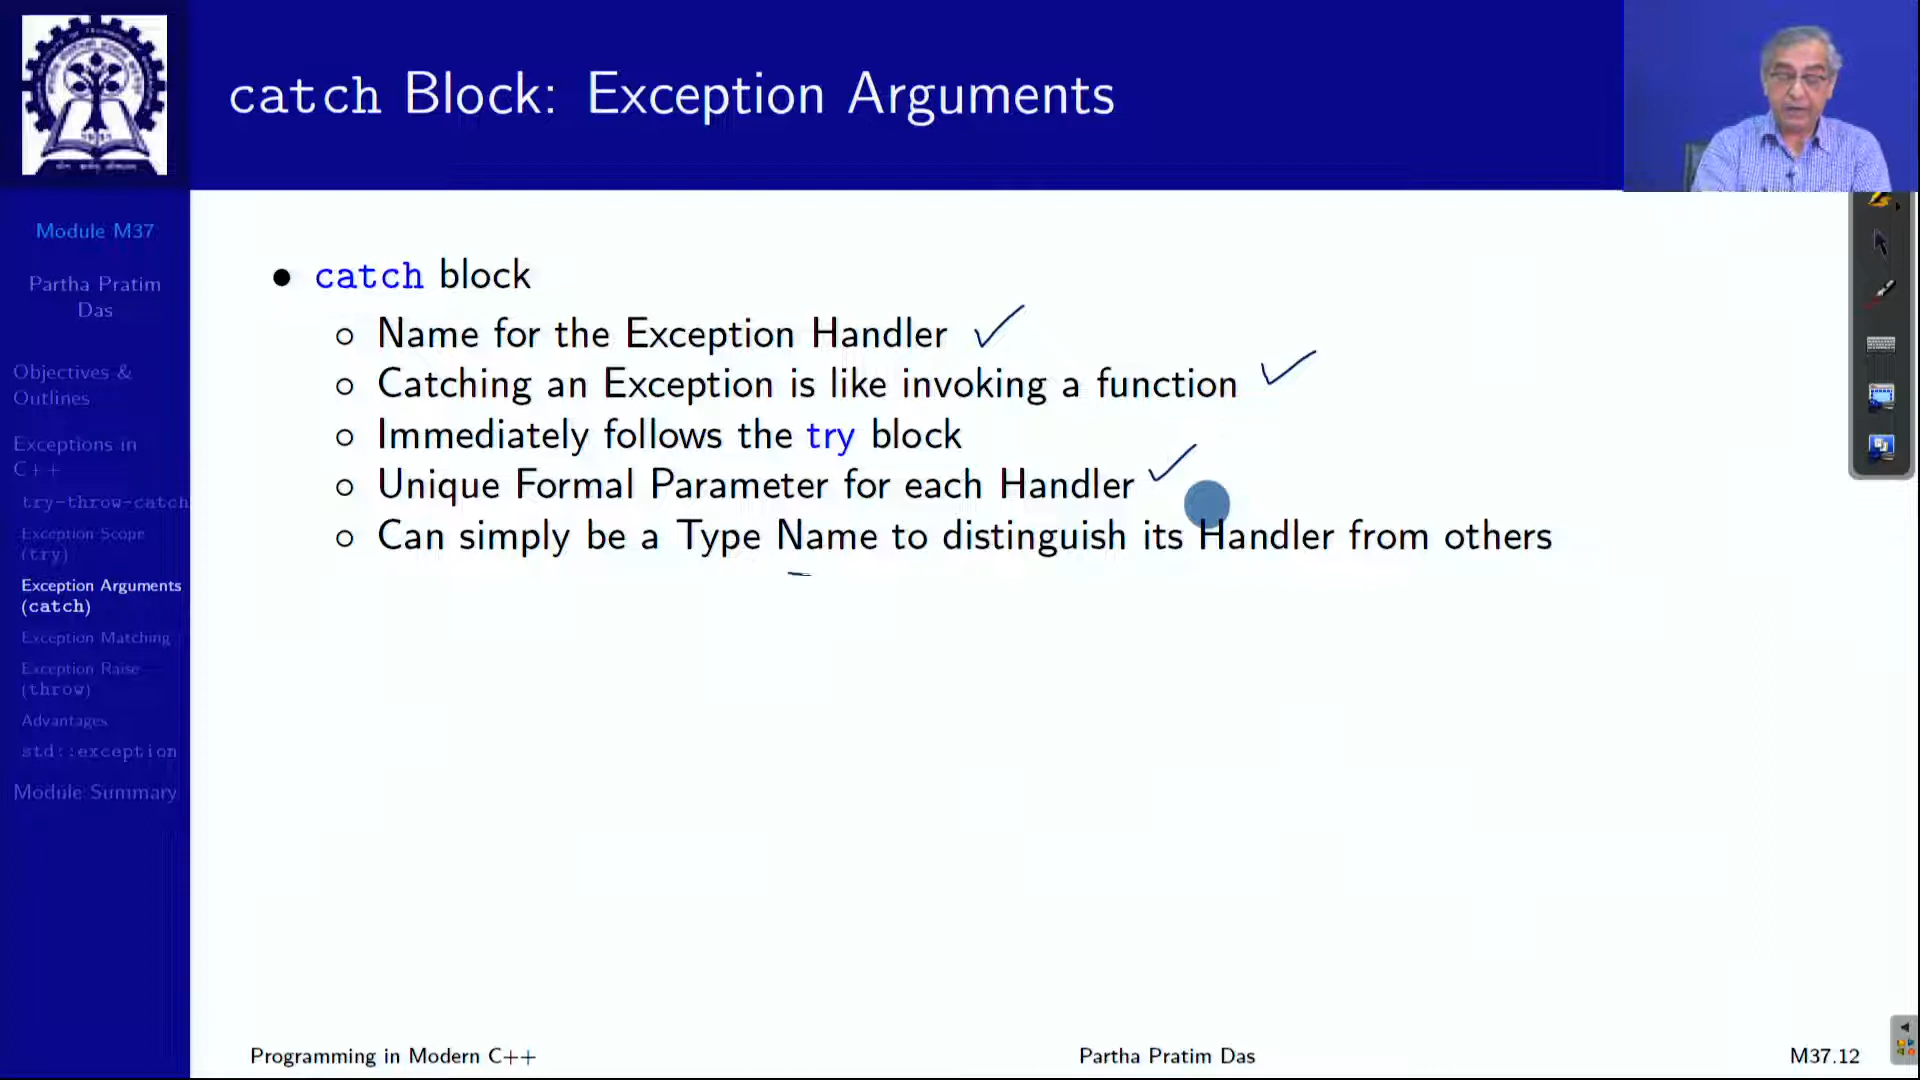 catch Block: Exception Arguments
Module M37
Partha Pratim
Das
Objectives &
Outlines
Exceptions in
C++
try-throw-catch
Exception Scope
(try)
Exception Arguments
(catch)
Exception Matching
Exception Raise
(throw)
Advantages
std::exception
Module Summary
• catch block
◦ Name for the Exception Handler
◦ Catching an Exception is like invoking a function
◦ Immediately follows the try block
◦ Unique Formal Parameter for each Handler
◦ Can simply be a Type Name to distinguish its Handler from others
Programming in Modern C++
Partha Pratim Das
M37.12